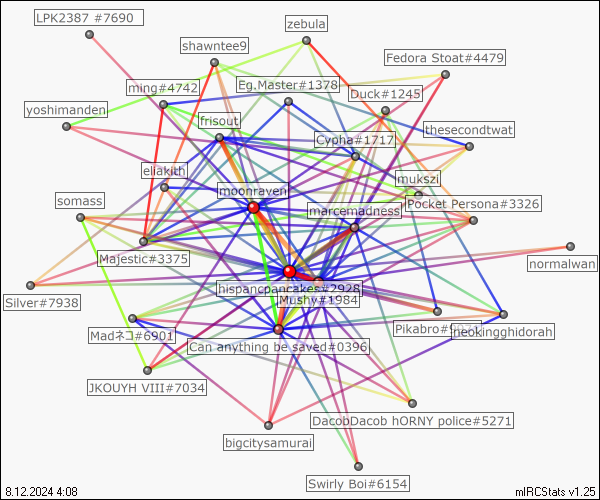 LPK2387 #7690
zebula
shawntee9
Fedora Stoat#4479
Eg.Master#1378
ming#4742
Duck#1245
yoshimanden
frisout
thesecondtwat
Cypha#1717
eliakith
mukszi
moonraven
somass
Pocket Persona#3326
marcemadness
Majestic#3375
normalwan
hispancpancakes#2928
Silver#7938
Mushy#1984
Madネコ#6901
Pikabro#
neokingghidorah
Can anything be saved#0396
JKOUYH VIII#7034
DacobDacob hORNY police#5271
bigcitysamurai
Swirly Boi#6154
8.12.2024 4:08
mIRCStats v1.25